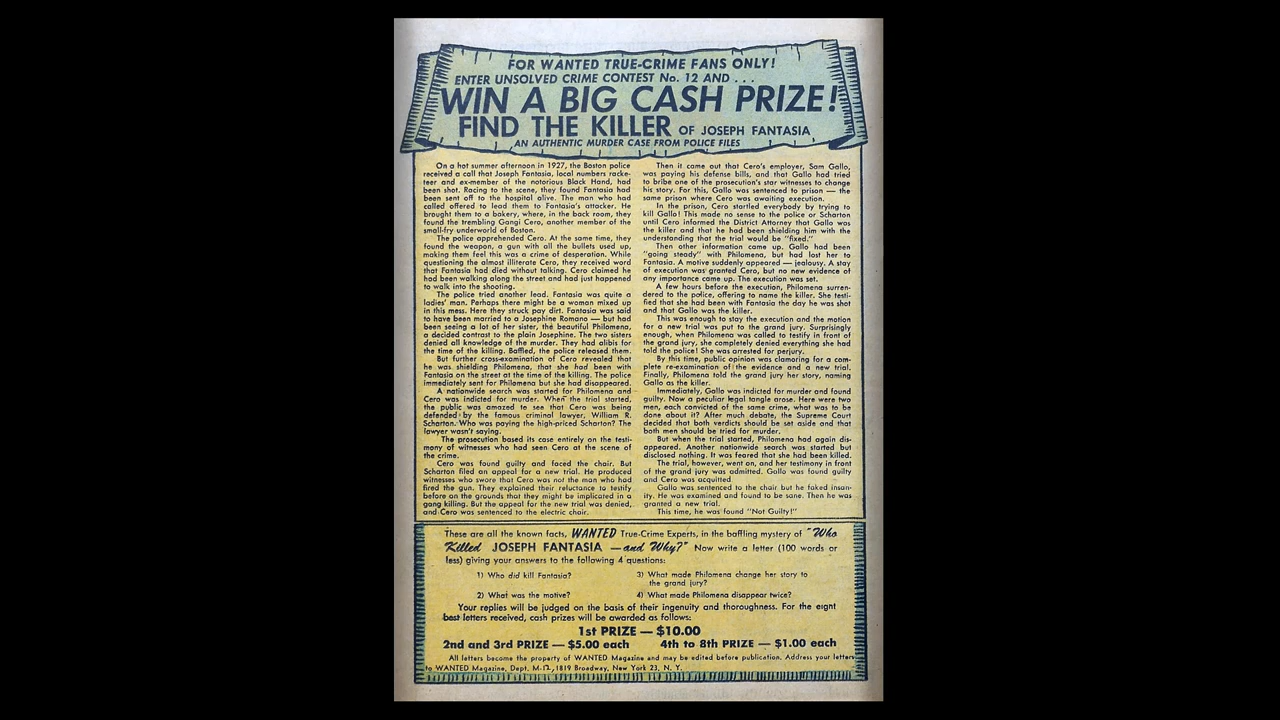 FOR WANTED TRUE-CRIME FANS ONLY!
ENTER UNSOLVED CRIME CONTEST No. 12 AND . . .
WIN A BIG CASH PRIZE!
FIND THE KILLER OF JOSEPH FANTASIA
AN AUTHENTIC MURDER CASE FROM POLICE FILES
On a hot summer afternoon in 1927, the Boston police
received a call that Joseph Fantasia, local numbers racke-
teer and ex-member of the notorious Black Hand, had
been shot. Racing to the scene, they found Fantasia had
been sent off to the hospital alive. The man who had
called offered to lead them to Fantasia's attacker. He
brought them to a bakery, where, in the back room, they
found the trembling Gangi Cero, another member of the
small-fry underworld of Boston.
The police apprehended Cero. At the same time, they
found the weapon, a gun with all the bullets used up,
making them feel this was a crime of desperation. While
questioning the almost illiterate Cero, they received word
that Fantasia had died without talking. Cero claimed he
had been walking along the street and had just happened
to walk into the shooting.
The police tried another lead. Fantasia was quite a
ladies' man. Perhaps there might be a woman mixed up
in this mess. Here they struck pay dirt. Fantasia was said
to have been married to a Josephine Romano — but had
been seeing a lot of her sister, the beautiful Philomena,
a decided contrast to the plain Josephine. The two sisters
denied all knowledge of the murder. They had alibis for
the time of the killing. Baffled, the police released them.
But further cross-examination of Cero revealed that
he was shielding Philomena, that she had been with
Fantasia on the street at the time of the killing. The police
immediately sent for Philomena but she had disappeared.
A nationwide search was started for Philomena and
Cero was indicted for murder. When the trial started,
the public was amazed to see that Cero was being
defended by the famous criminal lawyer, William R.
Scharton. Who was paying the high-priced Scharton? The
lawyer wasn't saying.
The prosecution based its case entirely on the testi-
mony of witnesses who had seen Cero at the scene of
the crime.
Cero was found guilty and faced the chair. But
Scharton filed an appeal for a new trial. He produced
witnesses who swore that Cero was not the man who had
fired the gun. They explained their reluctance to testify
before on the grounds that they might be implicated in a
gang killing. But the appeal for the new trial was denied,
and Cero was sentenced to the electric chair.
Then it came out that Cero's employer, Sam Gallo,
was paying his defense bills, and that Gallo had tried
to bribe one of the prosecution's star witnesses to change
his story. For this, Gallo was sentenced to prison — the
same prison where Cero was awaiting execution.
In the prison, Cero startled everybody by trying to
kill Gallo! This made no sense to the police or Scharton
until Cero informed the District Attorney that Gallo was
the killer and that he had been shielding him with the
understanding that the trial would be "fixed."
Then other information came up. Gallo had been
"going steady" with Philomena, but had lost her to
Fantasia. A motive suddenly appeared — jealousy. A stay
of execution was granted Cero, but no new evidence of
any importance came up. The execution was set.
A few hours before the execution, Philomena surren-
dered to the police, offering to name the killer. She testi-
fied that she had been with Fantasia the day he was shot
and that Gallo was the killer.
This was enough to stay the execution and the motion
for a new trial was put to the grand jury. Surprisingly
enough, when Philomena was called to testify in front of
the grand jury, she completely denied everything she had
told the police! She was arrested for perjury.
By this time, public opinion was clamoring for a com-
plete re-examination of the evidence and a new trial.
Finally, Philomena told the grand jury her story, naming
Gallo as the killer.
Immediately, Gallo was indicted for murder and found
guilty. Now a peculiar legal tangle arose. Here were two
men, each convicted of the same crime, what was to be
done about it? After much debate, the Supreme Court
decided that both verdicts should be set aside and that
both men should be tried for murder.
But when the trial started, Philomena had again dis-
appeared. Another nationwide search was started but
disclosed nothing. It was feared that she had been killed.
The trial, however, went on, and her testimony in front
of the grand jury was admitted. Gallo was found guilty
and Cero was acquitted.
Gallo was sentenced to the chair but he faked insan-
ity. He was examined and found to be sane. Then he was
granted a new trial.
This time, he was found "Not Guilty!"
These are all the known facts, WANTED True-Crime Experts, in the baffling mystery of "Who
Killed JOSEPH FANTASIA — and Why?" Now write a letter (100 words or
less) giving your answers to the following 4 questions:
1) Who did kill Fantasia?
2) What was the motive?
3) What made Philomena change her story to
the grand jury?
4) What made Philomena disappear twice?
Your replies will be judged on the basis of their ingenuity and thoroughness. For the eight
best letters received, cash prizes will be awarded as follows:
1st PRIZE — $10.00
2nd and 3rd PRIZE — $5.00 each 4th to 8th PRIZE — $1.00 each
All letters become the property of WANTED Magazine and may be edited before publication. Address your letters
to WANTED Magazine, Dept. M-12, 1819 Broadway, New York 23, N. Y.